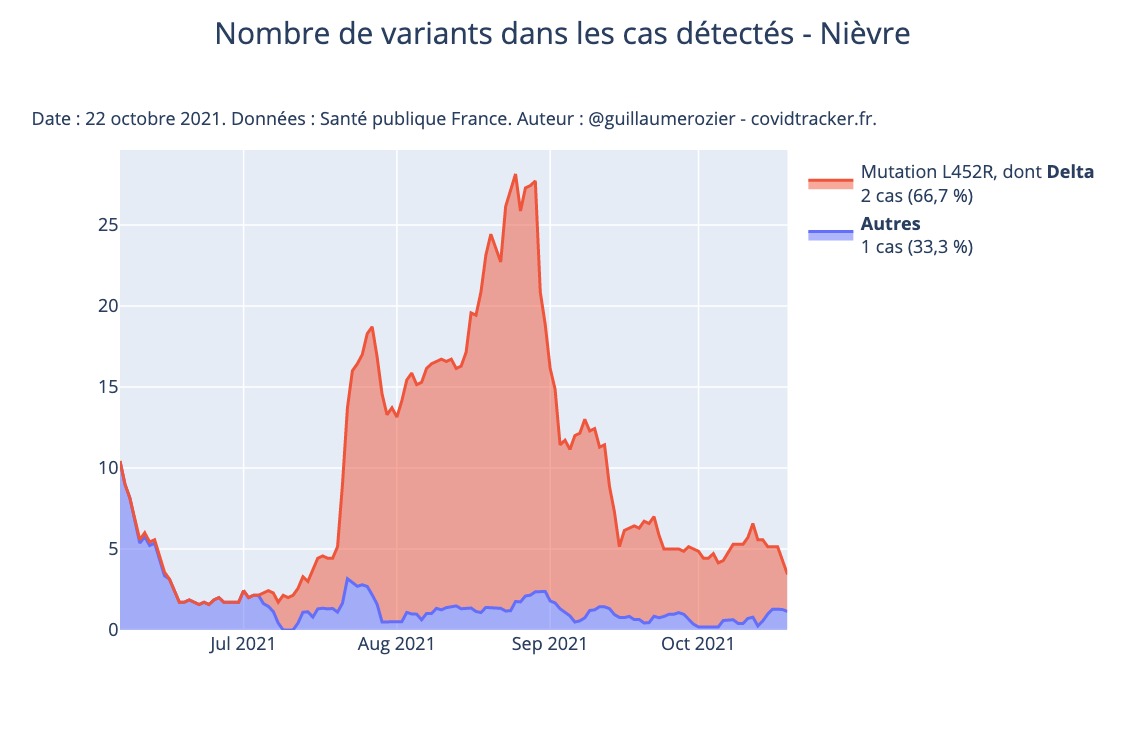 Nombre de variants dans les cas détectés - Nièvre
Date : 22 octobre 2021. Données : Santé publique France. Auteur : @guillaumerozier - covidtracker.fr.
Mutation L452R, dont Delta
2 cas (66,7 %)
Autres
1 cas (33,3 %)
25
20
15
10
5
0
Jul 2021
Aug 2021
Sep 2021
Oct 2021